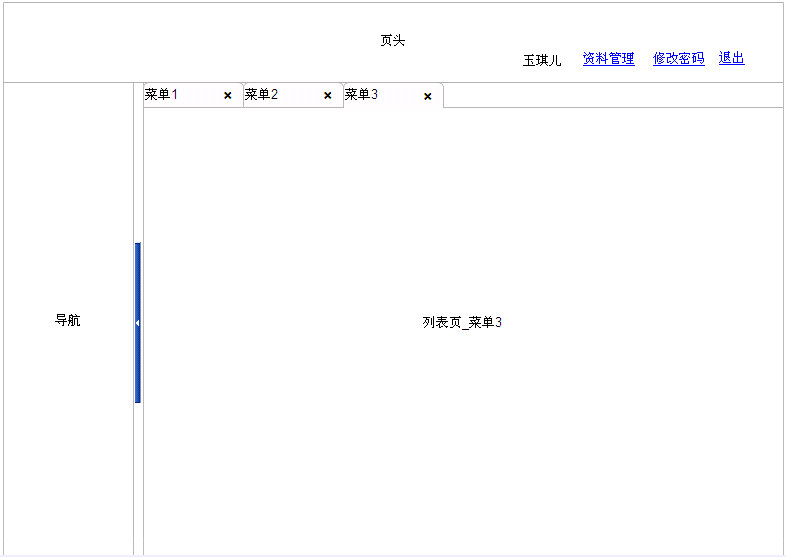 页头
玉琪儿 资料管理 修改密码 退出
菜单1 × 菜单2 × 菜单3 ×
导航
列表页_菜单3